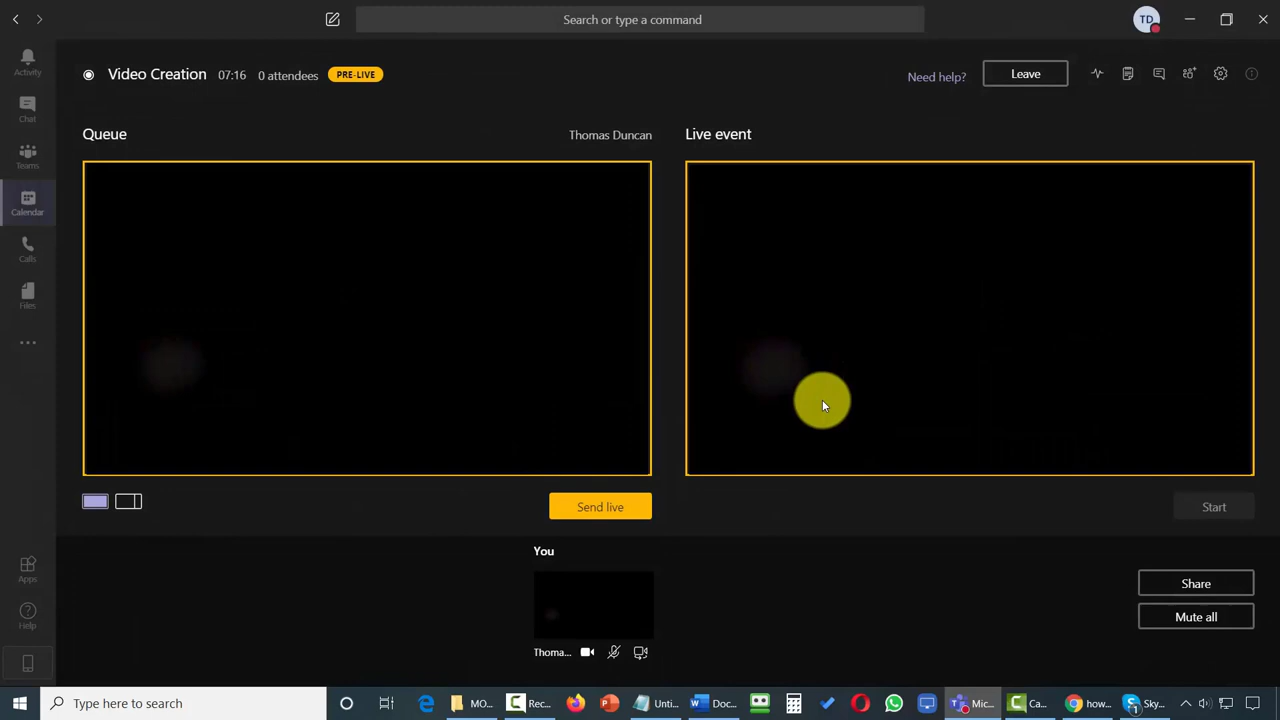 Search or type a command
TD
Activity
Chat
Teams
Calendar
Calls
Files
Apps
Help
Video Creation 07:16 0 attendees PRE-LIVE
Need help? Leave
Queue Thomas Duncan
Live event
Send live
Start
You
Thoma...
Share
Mute all
Type here to search
MO...
Rec...
Unti...
Doc...
Mic...
Ca...
how...
Sky...